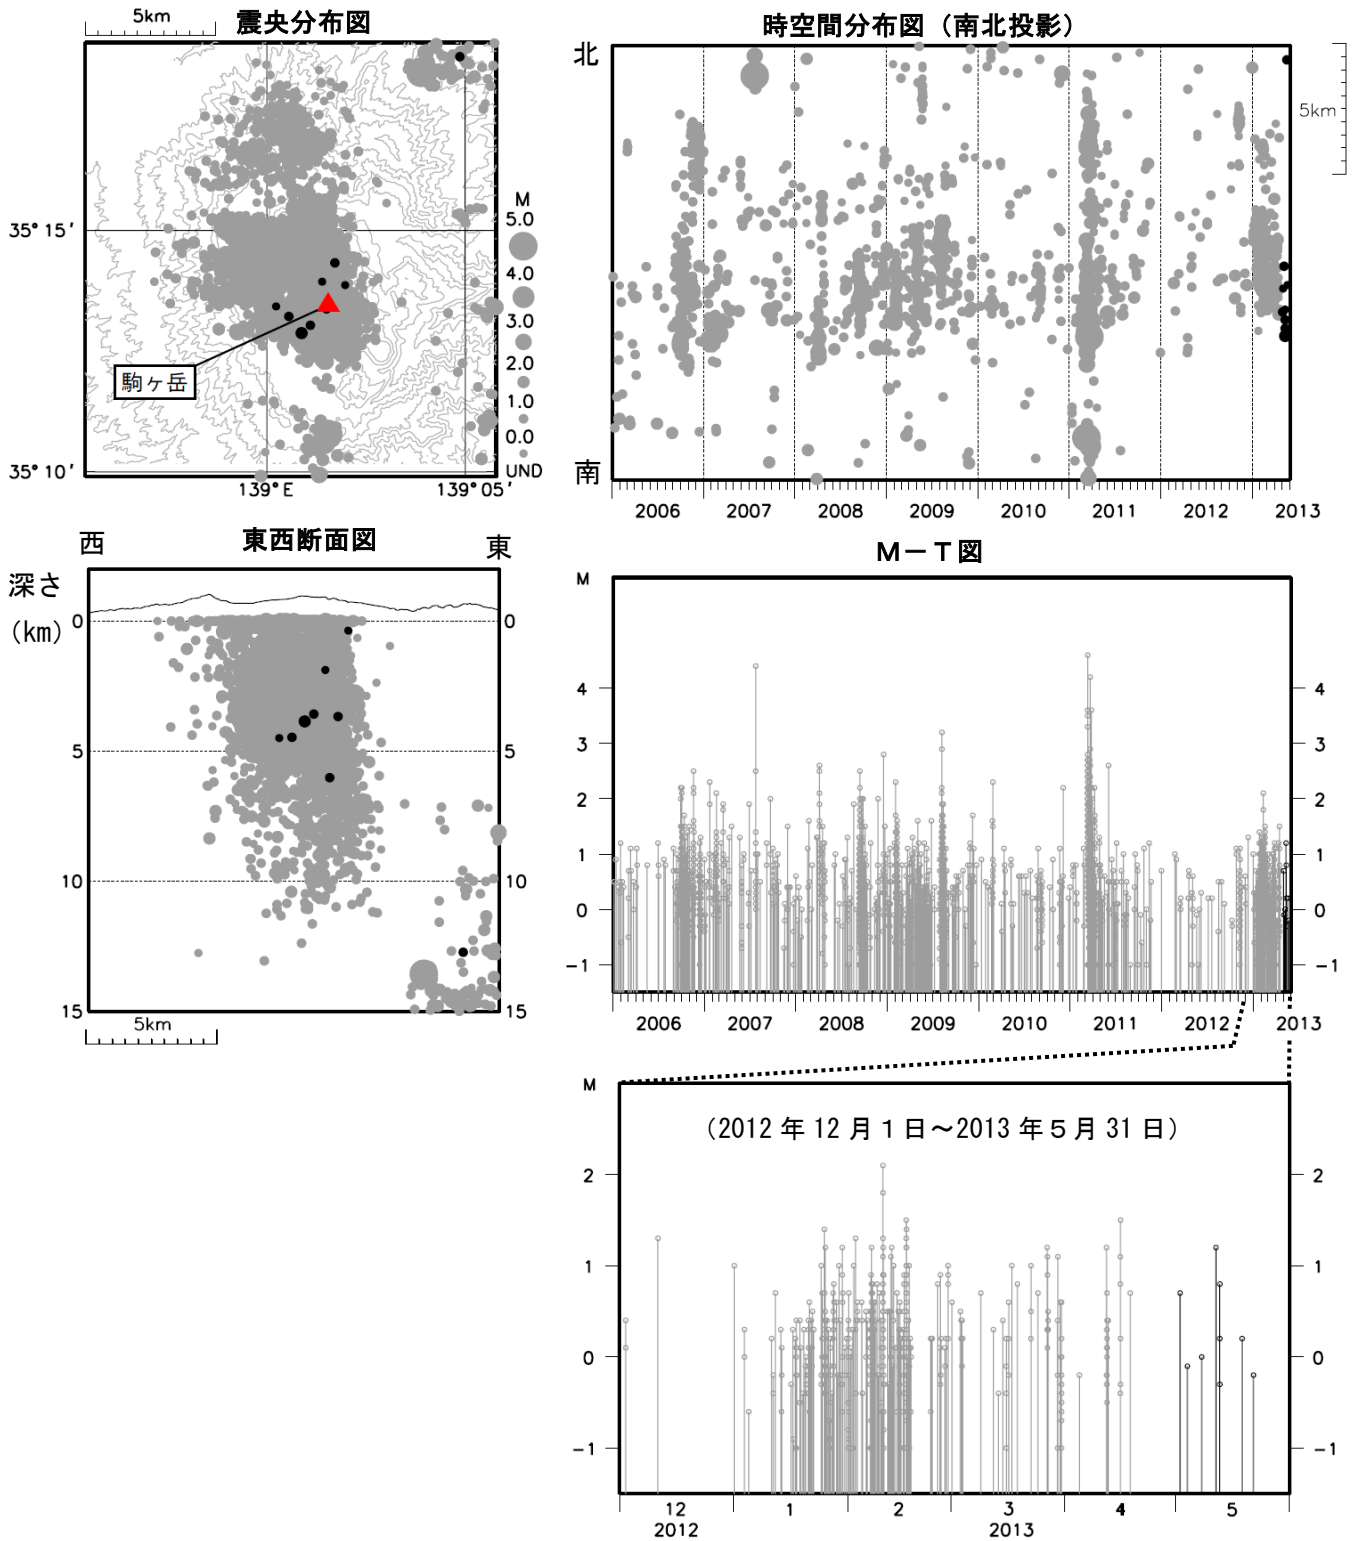 5km
震央分布図
35° 15′
35° 10′
139° E
139° 05′
駒ヶ岳
M
5.0
4.0
3.0
2.0
1.0
0.0
UND
時空間分布図（南北投影）
北
南
5km
2006 2007 2008 2009 2010 2011 2012 2013
東西断面図
西
東
深さ
(km)
0 0
5 5
10 10
15 15
5km
M－T図
M
4 4
3 3
2 2
1 1
0 0
-1 -1
2006 2007 2008 2009 2010 2011 2012 2013
M
（2012 年 12 月 1 日～2013 年 5 月 31 日）
2 2
1 1
0 0
-1 -1
12 1 2 3 4 5
2012 2013